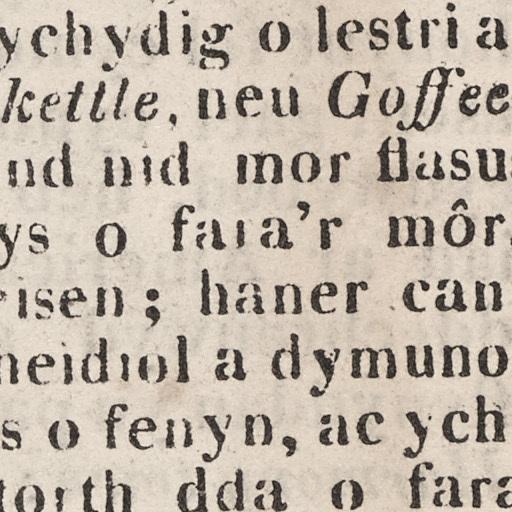 ychydig o lestri a
kettle, neu Goffee
nd nid mor flasus
ys o fara'r môr,
risen; haner can
neidiol a dymuno
s o fenyn, ac ych
torth dda o fara